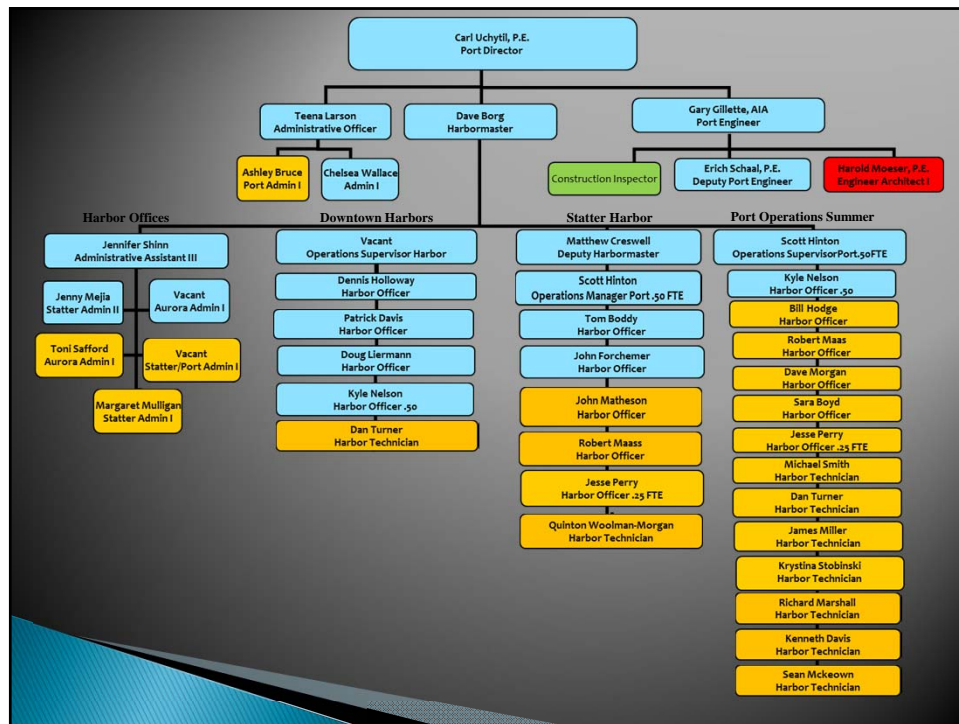 Carl Uchytil, P.E.
Port Director
Teena Larson
Administrative Officer
Dave Borg
Harbormaster
Gary Gillette, AIA
Port Engineer
Ashley Bruce
Port Admin I
Chelsea Wallace
Admin I
Construction Inspector
Erich Schaal, P.E.
Deputy Port Engineer
Harold Moeser, P.E.
Engineer Architect I
Harbor Offices
Jennifer Shinn
Administrative Assistant III
Jenny Mejia
Statter Admin II
Vacant
Aurora Admin I
Toni Safford
Aurora Admin I
Vacant
Statter/Port Admin I
Margaret Mulligan
Statter Admin I
Downtown Harbors
Vacant
Operations Supervisor Harbor
Dennis Holloway
Harbor Officer
Patrick Davis
Harbor Officer
Doug Liermann
Harbor Officer
Kyle Nelson
Harbor Officer .50
Dan Turner
Harbor Technician
Statter Harbor
Matthew Creswell
Deputy Harbormaster
Scott Hinton
Operations Manager Port .50 FTE
Tom Boddy
Harbor Officer
John Forchemer
Harbor Officer
John Matheson
Harbor Officer
Robert Maass
Harbor Officer
Jesse Perry
Harbor Officer .25 FTE
Quinton Woolman-Morgan
Harbor Technician
Port Operations Summer
Scott Hinton
Operations SupervisorPort.50FTE
Kyle Nelson
Harbor Officer .50
Bill Hodge
Harbor Officer
Robert Maas
Harbor Officer
Dave Morgan
Harbor Officer
Sara Boyd
Harbor Officer
Jesse Perry
Harbor Officer .25 FTE
Michael Smith
Harbor Technician
Dan Turner
Harbor Technician
James Miller
Harbor Technician
Krystina Stobinski
Harbor Technician
Richard Marshall
Harbor Technician
Kenneth Davis
Harbor Technician
Sean Mckeown
Harbor Technician